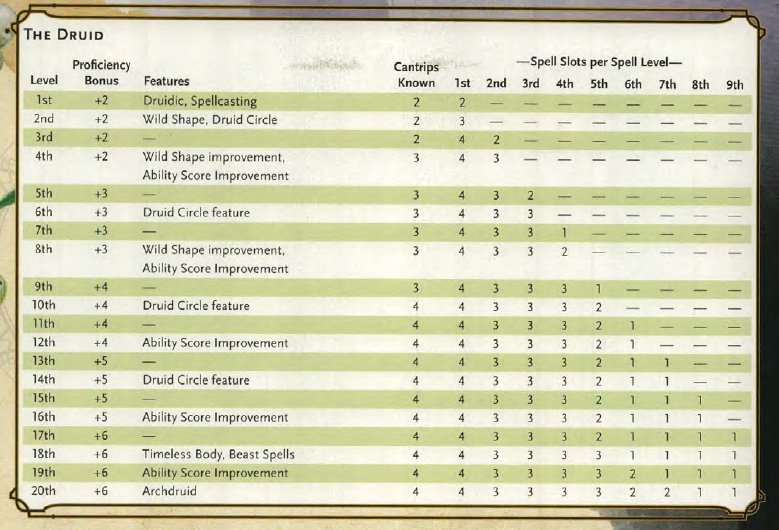 THE DRUID
Proficiency Cantrips —Spell Slots per Spell Level—
Level Bonus Features Known 1st 2nd 3rd 4th 5th 6th 7th 8th 9th
1st +2 Druidic, Spellcasting 2 2 — — — — — — — —
2nd +2 Wild Shape, Druid Circle 2 3 — — — — — — — —
3rd +2 — 2 4 2 — — — — — — —
4th +2 Wild Shape improvement, 3 4 3 — — — — — — —
Ability Score Improvement
5th +3 — 3 4 3 2 — — — — — —
6th +3 Druid Circle feature 3 4 3 3 — — — — — —
7th +3 — 3 4 3 3 1 — — — — —
8th +3 Wild Shape improvement, 3 4 3 3 2 — — — — —
Ability Score Improvement
9th +4 — 3 4 3 3 3 1 — — — —
10th +4 Druid Circle feature 4 4 3 3 3 2 — — — —
11th +4 — 4 4 3 3 3 2 1 — — —
12th +4 Ability Score Improvement 4 4 3 3 3 2 1 — — —
13th +5 — 4 4 3 3 3 2 1 1 — —
14th +5 Druid Circle feature 4 4 3 3 3 2 1 1 — —
15th +5 — 4 4 3 3 3 2 1 1 1 —
16th +5 Ability Score Improvement 4 4 3 3 3 2 1 1 1 —
17th +6 — 4 4 3 3 3 2 1 1 1 1
18th +6 Timeless Body, Beast Spells 4 4 3 3 3 3 1 1 1 1
19th +6 Ability Score Improvement 4 4 3 3 3 3 2 1 1 1
20th +6 Archdruid 4 4 3 3 3 3 2 2 1 1